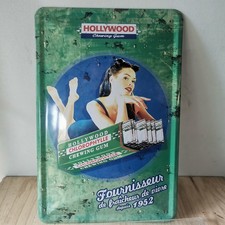 HOLLYWOOD
Chewing Gum
HOLLYWOOD
CHLOROPHYLLE
CHEWING GUM
Fournisseur
de fraîcheur de vivre
depuis 1952